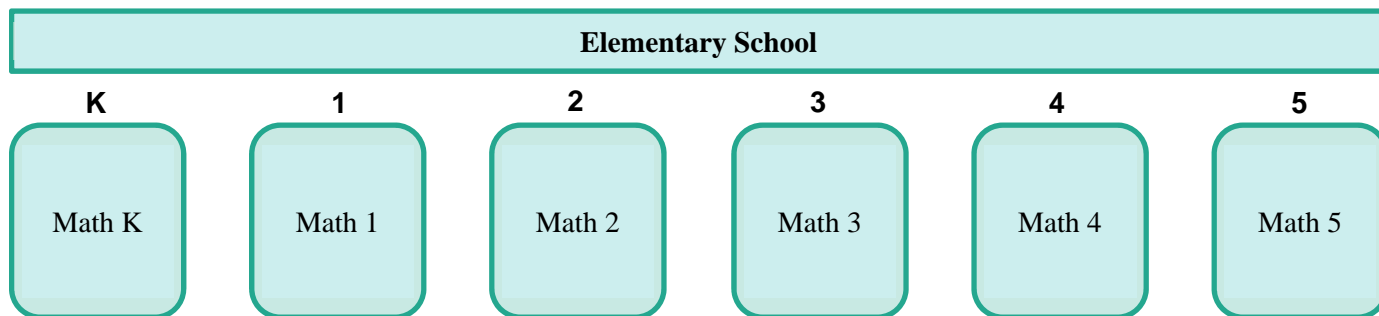 Elementary School
K 1 2 3 4 5
Math K Math 1 Math 2 Math 3 Math 4 Math 5